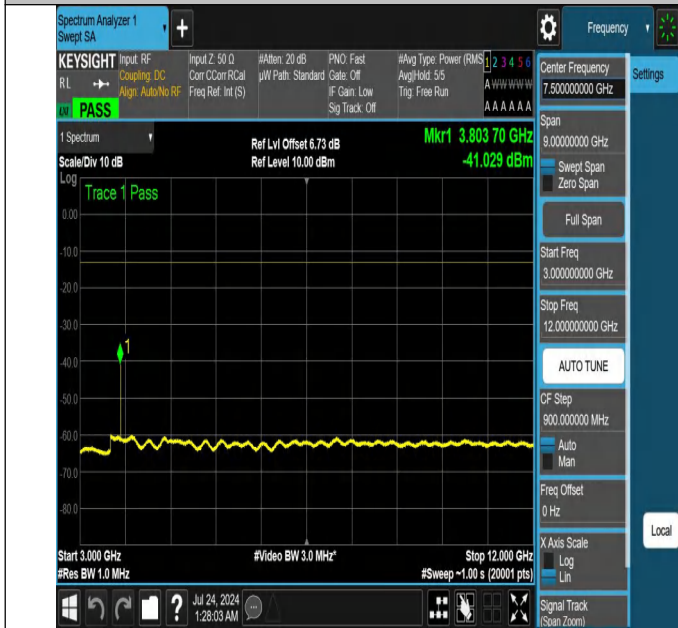 Spectrum Analyzer 1
Swept SA
+
Frequency
KEYSIGHT
RL
PASS
Input: RF
Coupling: DC
Align: Auto/No RF
Input Z: 50 Ω
Corr CCorr RCal
Freq Ref: Int (S)
#Atten: 20 dB
µW Path: Standard
PNO: Fast
Gate: Off
IF Gain: Low
Sig Track: Off
#Avg Type: Power (RMS
Avg|Hold: 5/5
Trig: Free Run
1 2 3 4 5 6
A W W W W W
A A A A A A
1 Spectrum
Scale/Div 10 dB
Ref Lvl Offset 6.73 dB
Ref Level 10.00 dBm
Mkr1 3.803 70 GHz
-41.029 dBm
Log
Trace 1 Pass
0.00
-10.0
-20.0
-30.0
1
-40.0
-50.0
-60.0
-70.0
-80.0
Start 3.000 GHz
#Res BW 1.0 MHz
#Video BW 3.0 MHz*
Stop 12.000 GHz
#Sweep ~1.00 s (20001 pts)
Center Frequency
7.500000000 GHz
Settings
Span
9.00000000 GHz
Swept Span
Zero Span
Full Span
Start Freq
3.000000000 GHz
Stop Freq
12.000000000 GHz
AUTO TUNE
CF Step
900.000000 MHz
Auto
Man
Freq Offset
0 Hz
X Axis Scale
Log
Lin
Local
Signal Track
(Span Zoom)
?
Jul 24, 2024
1:28:03 AM